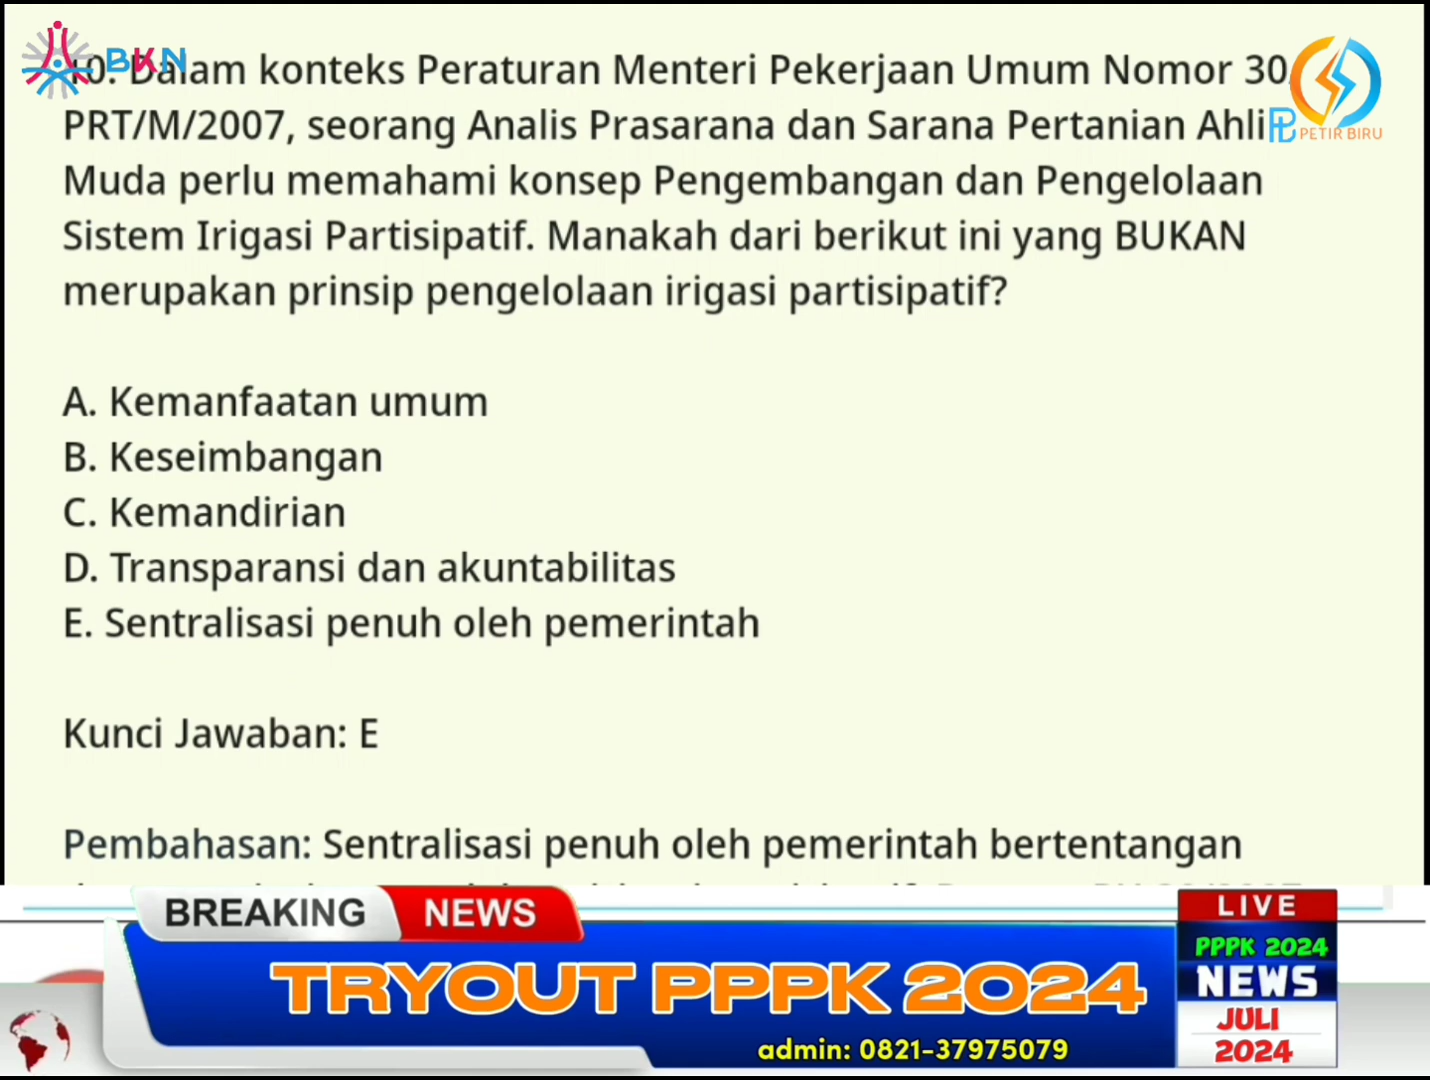 BKN
10. Dalam konteks Peraturan Menteri Pekerjaan Umum Nomor 30
PRT/M/2007, seorang Analis Prasarana dan Sarana Pertanian Ahli
PETIR BIRU
Muda perlu memahami konsep Pengembangan dan Pengelolaan
Sistem Irigasi Partisipatif. Manakah dari berikut ini yang BUKAN
merupakan prinsip pengelolaan irigasi partisipatif?
A. Kemanfaatan umum
B. Keseimbangan
C. Kemandirian
D. Transparansi dan akuntabilitas
E. Sentralisasi penuh oleh pemerintah
Kunci Jawaban: E
Pembahasan: Sentralisasi penuh oleh pemerintah bertentangan
BREAKING NEWS
TRYOUT PPPK 2024
admin: 0821-37975079
LIVE
PPPK 2024
NEWS
JULI
2024